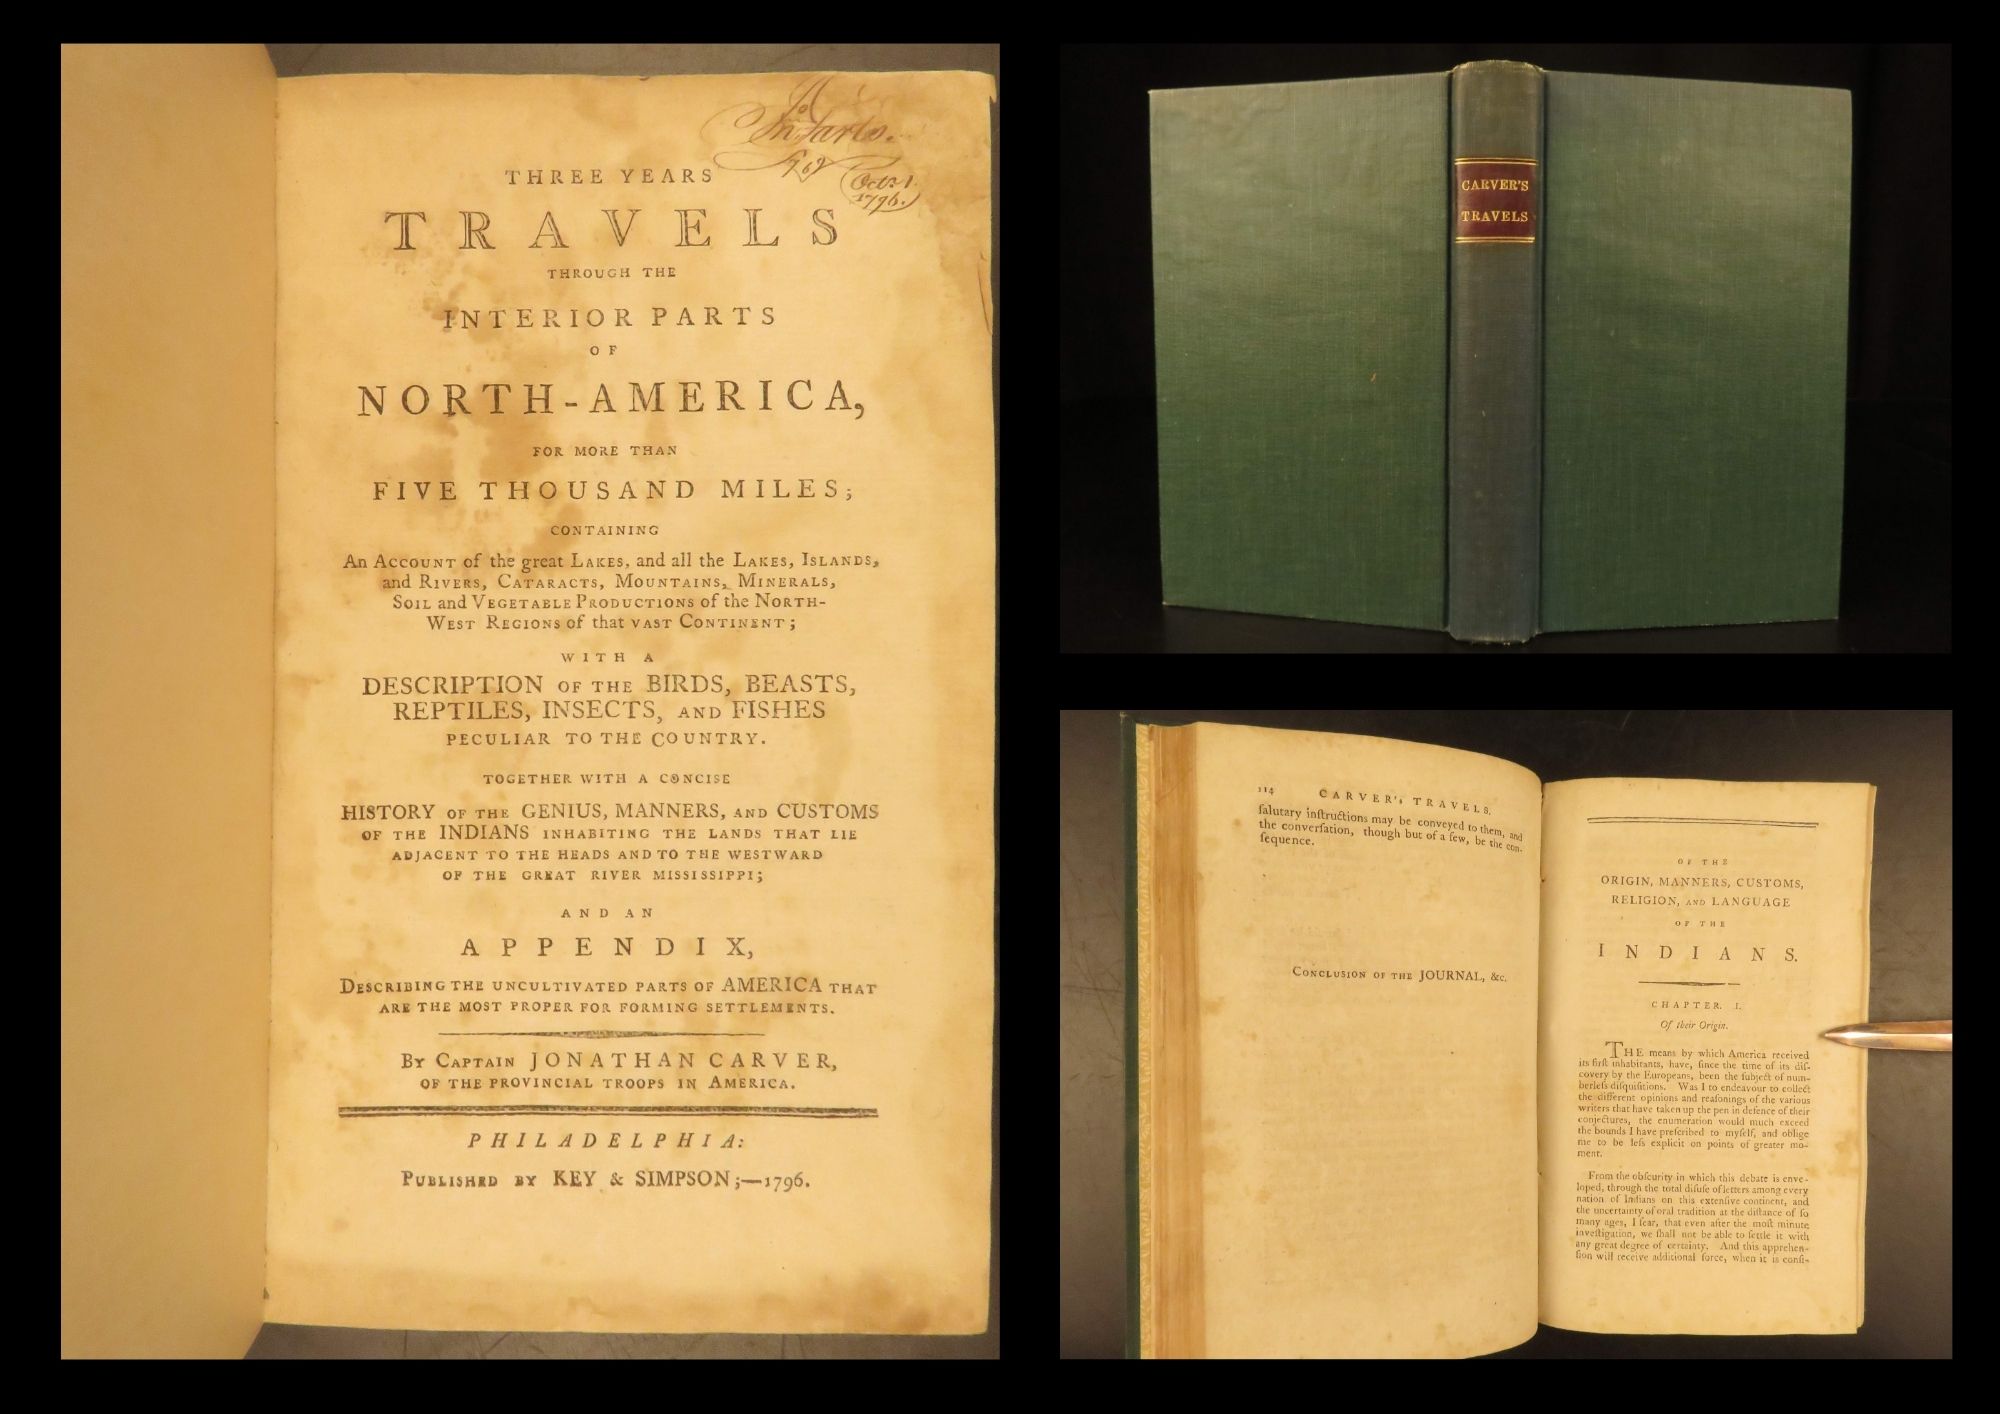 Octr. 1.
1796.
THREE YEARS
TRAVELS
THROUGH THE
INTERIOR PARTS
OF
NORTH-AMERICA,
FOR MORE THAN
FIVE THOUSAND MILES;
CONTAINING
An ACCOUNT of the great LAKES, and all the LAKES, ISLANDS,
and RIVERS, CATARACTS, MOUNTAINS, MINERALS,
SOIL and VEGETABLE PRODUCTIONS of the NORTH-
WEST REGIONS of that VAST CONTINENT;
WITH A
DESCRIPTION OF THE BIRDS, BEASTS,
REPTILES, INSECTS, AND FISHES
PECULIAR TO THE COUNTRY.
TOGETHER WITH A CONCISE
HISTORY OF THE GENIUS, MANNERS, AND CUSTOMS
OF THE INDIANS INHABITING THE LANDS THAT LIE
ADJACENT TO THE HEADS AND TO THE WESTWARD
OF THE GREAT RIVER MISSISSIPPI;
AND AN
APPENDIX,
DESCRIBING THE UNCULTIVATED PARTS OF AMERICA THAT
ARE THE MOST PROPER FOR FORMING SETTLEMENTS.
BY CAPTAIN JONATHAN CARVER,
OF THE PROVINCIAL TROOPS IN AMERICA.
PHILADELPHIA:
PUBLISHED BY KEY & SIMPSON;—1796.
CARVER'S
TRAVELS
114 CARVER's TRAVELS.
ſalutary inſtructions may be conveyed to them, and
the converſation, though but of a few, be the con-
ſequence.
CONCLUSION OF THE JOURNAL, &c.
OF THE
ORIGIN, MANNERS, CUSTOMS,
RELIGION, AND LANGUAGE
OF THE
INDIANS.
CHAPTER. I.
Of their Origin.
THE means by which America received
its firſt inhabitants, have, ſince the time of its diſ-
covery by the Europeans, been the ſubject of num-
berleſs diſquiſitions. Was I to endeavour to collect
the different opinions and reaſonings of the various
writers that have taken up the pen in defence of their
conjectures, the enumeration would much exceed
the bounds I have preſcribed to myſelf, and oblige
me to be leſs explicit on points of greater mo-
ment.
From the obſcurity in which this debate is enve-
loped, through the total diſuſe of letters among every
nation of Indians on this extenſive continent, and
the uncertainty of oral tradition at the diſtance of ſo
many ages, I fear, that even after the moſt minute
inveſtigation, we ſhall not be able to ſettle it with
any great degree of certainty. And this apprehen-
ſion will receive additional force, when it is conſi-